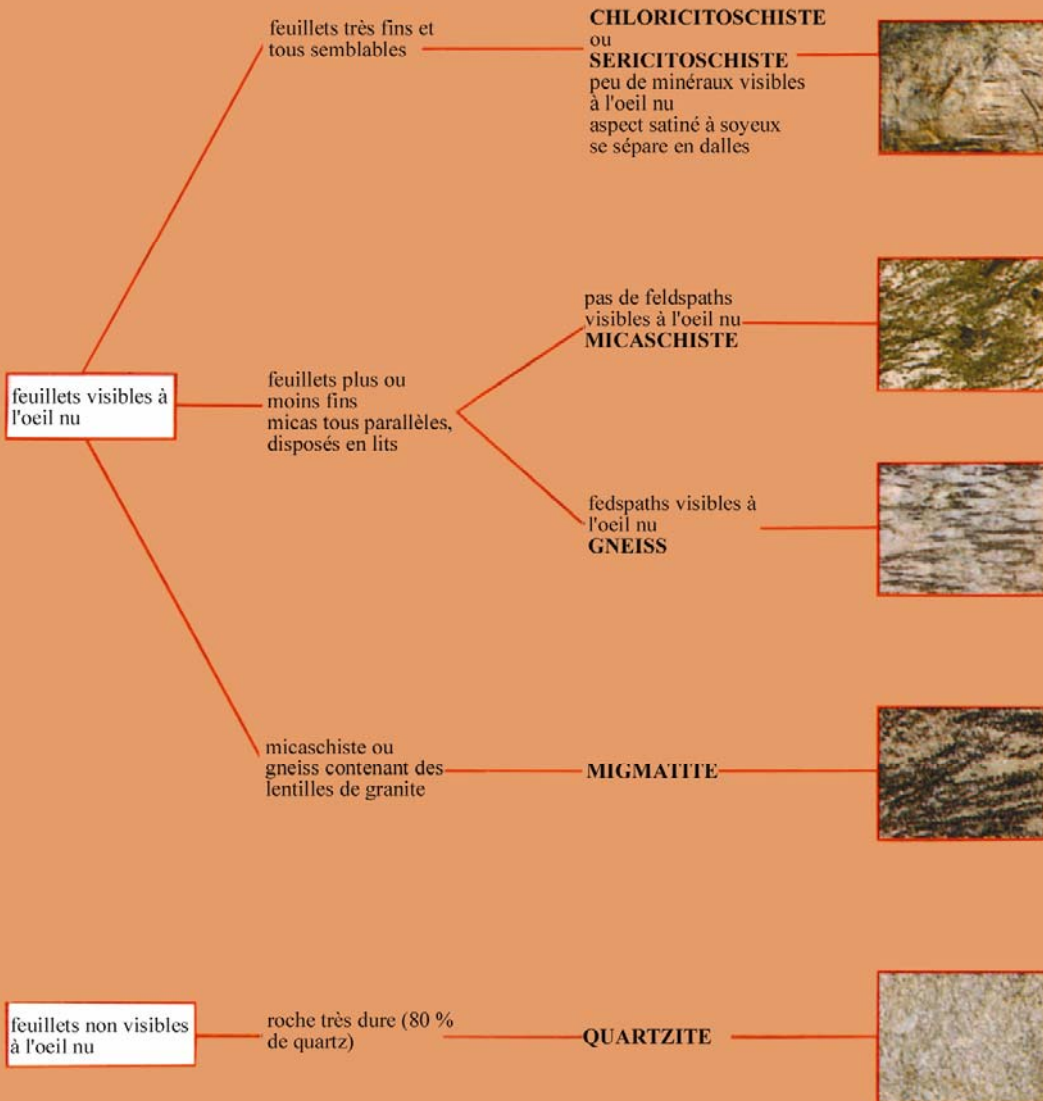 feuillets très fins et
tous semblables
CHLORICITOSCHISTE
ou
SERICITOSCHISTE
peu de minéraux visibles
à l'oeil nu
aspect satiné à soyeux
se sépare en dalles
feuillets visibles à
l'oeil nu
feuillets plus ou
moins fins
micas tous parallèles,
disposés en lits
pas de feldspaths
visibles à l'oeil nu
MICASCHISTE
fedspaths visibles à
l'oeil nu
GNEISS
micaschiste ou
gneiss contenant des
lentilles de granite
MIGMATITE
feuillets non visibles
à l'oeil nu
roche très dure (80 %
de quartz)
QUARTZITE